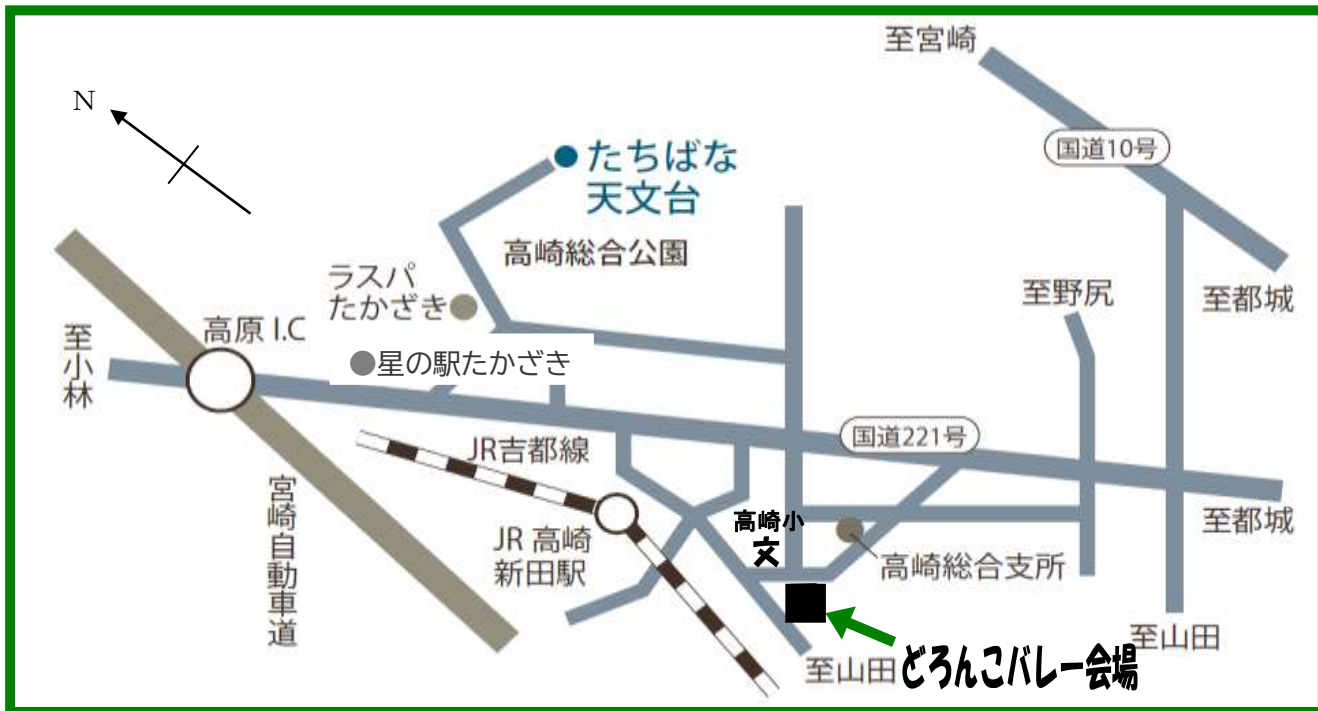 至宮崎
N
国道10号
たちばな
天文台
高崎総合公園
ラスパ
たかざき
至野尻
至都城
高原 I.C
至小林
星の駅たかざき
国道221号
JR吉都線
宮崎自動車道
高崎小
文
至都城
JR 高崎
新田駅
高崎総合支所
至山田
至山田
どろんこバレー会場